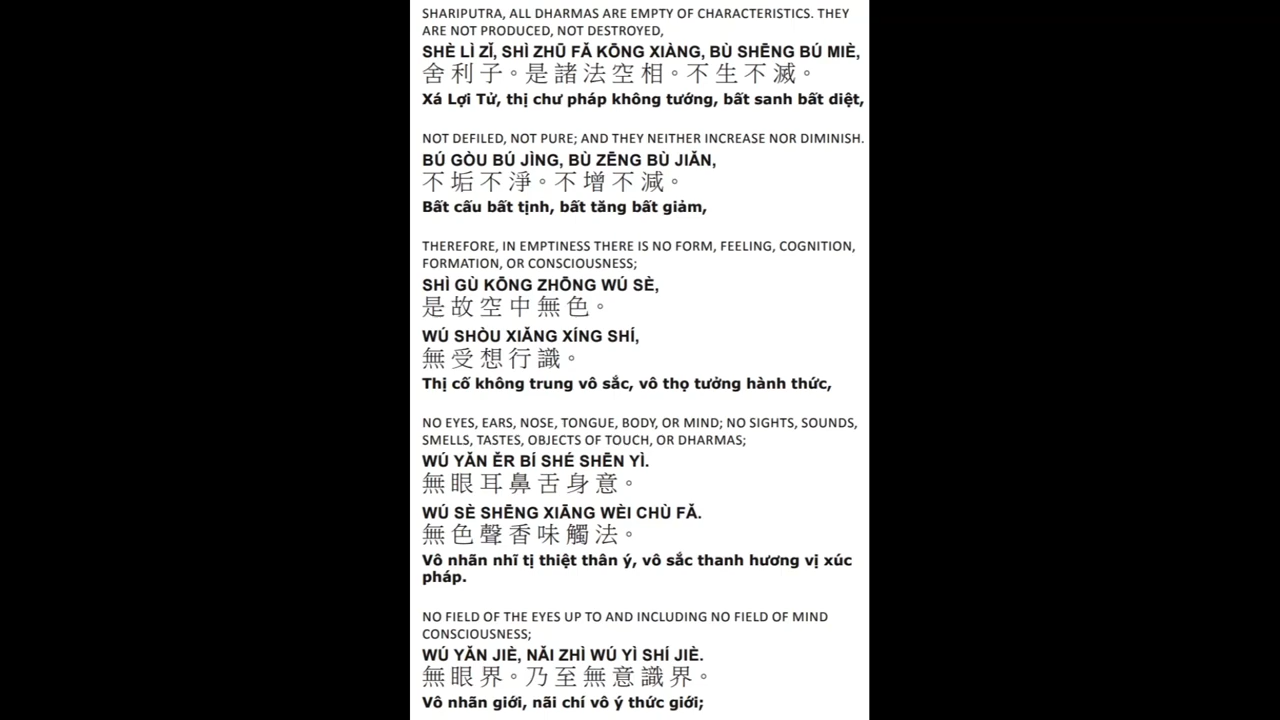 SHARIPUTRA, ALL DHARMAS ARE EMPTY OF CHARACTERISTICS. THEY
ARE NOT PRODUCED, NOT DESTROYED,
SHÈ LÌ ZǏ, SHÌ ZHŪ FǍ KŌNG XIÀNG, BÙ SHĒNG BÚ MIÈ,
舍利子。是諸法空相。不生不滅。
Xá Lợi Tử, thị chư pháp không tướng, bất sanh bất diệt,
NOT DEFILED, NOT PURE; AND THEY NEITHER INCREASE NOR DIMINISH.
BÚ GÒU BÚ JÌNG, BÙ ZĒNG BÙ JIǍN,
不垢不淨。不增不減。
Bất cấu bất tịnh, bất tăng bất giảm,
THEREFORE, IN EMPTINESS THERE IS NO FORM, FEELING, COGNITION,
FORMATION, OR CONSCIOUSNESS;
SHÌ GÙ KŌNG ZHŌNG WÚ SÈ,
是故空中無色。
WÚ SHÒU XIǍNG XÍNG SHÍ,
無受想行識。
Thị cố không trung vô sắc, vô thọ tưởng hành thức,
NO EYES, EARS, NOSE, TONGUE, BODY, OR MIND; NO SIGHTS, SOUNDS,
SMELLS, TASTES, OBJECTS OF TOUCH, OR DHARMAS;
WÚ YǍN ĚR BÍ SHÉ SHĒN YÌ.
無眼耳鼻舌身意。
WÚ SÈ SHĒNG XIĀNG WÈI CHÙ FǍ.
無色聲香味觸法。
Vô nhãn nhĩ tị thiệt thân ý, vô sắc thanh hương vị xúc
pháp.
NO FIELD OF THE EYES UP TO AND INCLUDING NO FIELD OF MIND
CONSCIOUSNESS;
WÚ YǍN JIÈ, NǍI ZHÌ WÚ YÌ SHÍ JIÈ.
無眼界。乃至無意識界。
Vô nhãn giới, nãi chí vô ý thức giới;